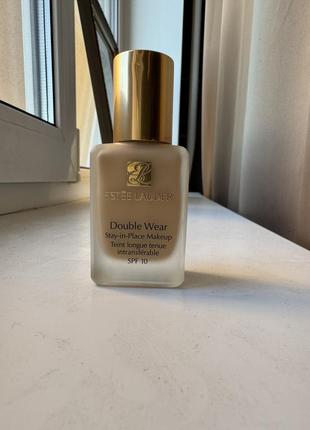 ESTĒE LAUDER
Double Wear
Stay-in-Place Makeup
Teint longue tenue
intransférable
SPF 10